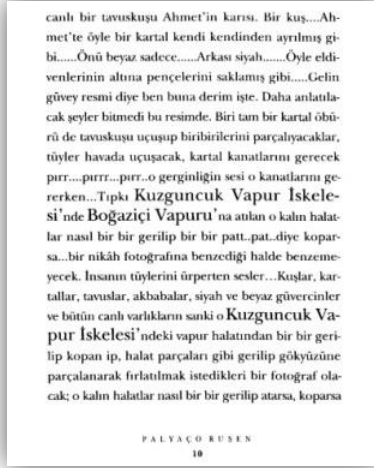 canlı bir tavuskuşu Ahmet'in karısı. Bir kuş....Ah-
met'te öyle bir kartal kendi kendinden ayrılmış gi-
bi......Önü beyaz sadece......Arkası siyah.......Öyle eldi-
venlerinin altına pençelerini saklamış gibi.....Gelin
güvey resmi diye ben buna derim işte. Daha anlatıla-
cak şeyler bitmedi bu resimde. Biri tam bir kartal öbü-
rü de tavuskuşu uçuşup biribirilerini parçalıyacaklar,
tüyler havada uçuşacak, kartal kanatlarını gerecek
pırr....pırrr...pırr..o gerginliğin sesi o kanatlarını ge-
rerken...Tıpkı Kuzguncuk Vapur İskele-
si'nde Boğaziçi Vapuru'na atılan o kalın halat-
lar nasıl bir bir gerilip bir bir patt..pat..diye kopar-
sa...bir nikâh fotoğrafına benzediği halde benzeme-
yecek. İnsanın tüylerini ürperten sesler...Kuşlar, kar-
tallar, tavuslar, akbabalar, siyah ve beyaz güvercinler
ve bütün canlı varlıkların sanki o Kuzguncuk Va-
pur İskelesi'ndeki vapur halatından bir bir geri-
lip kopan ip, halat parçaları gibi gerilip gökyüzüne
parçalanarak fırlatılmak istedikleri bir fotoğraf ola-
cak; o kalın halatlar nasıl bir bir gerilip atarsa, koparsa
PALYAÇO RUŞEN
10